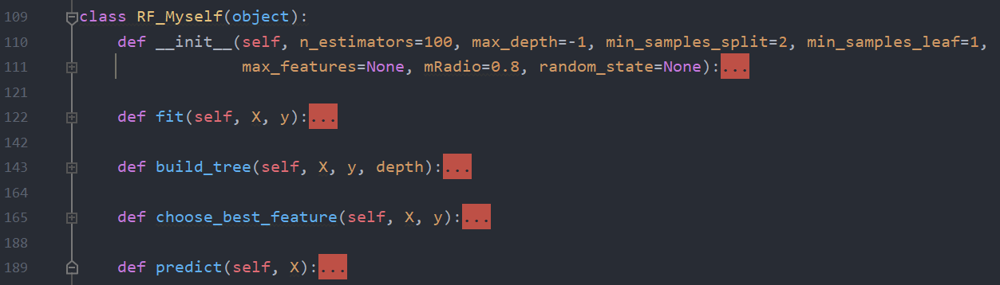 109 class RF_Myself(object):
110 def __init__(self, n_estimators=100, max_depth=-1, min_samples_split=2, min_samples_leaf=1,
111 max_features=None, mRadio=0.8, random_state=None):...
121
122 def fit(self, X, y):...
142
143 def build_tree(self, X, y, depth):...
164
165 def choose_best_feature(self, X, y):...
188
189 def predict(self, X):...